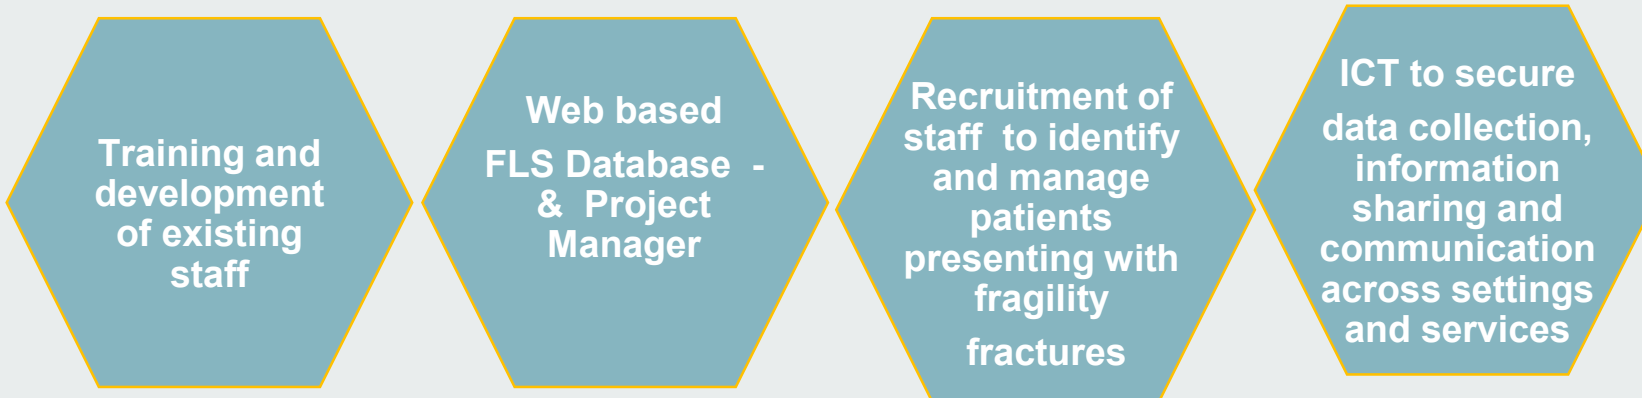 Training and
development
of existing
staff
Web based
FLS Database -
& Project
Manager
Recruitment of
staff to identify
and manage
patients
presenting with
fragility
fractures
ICT to secure
data collection,
information
sharing and
communication
across settings
and services